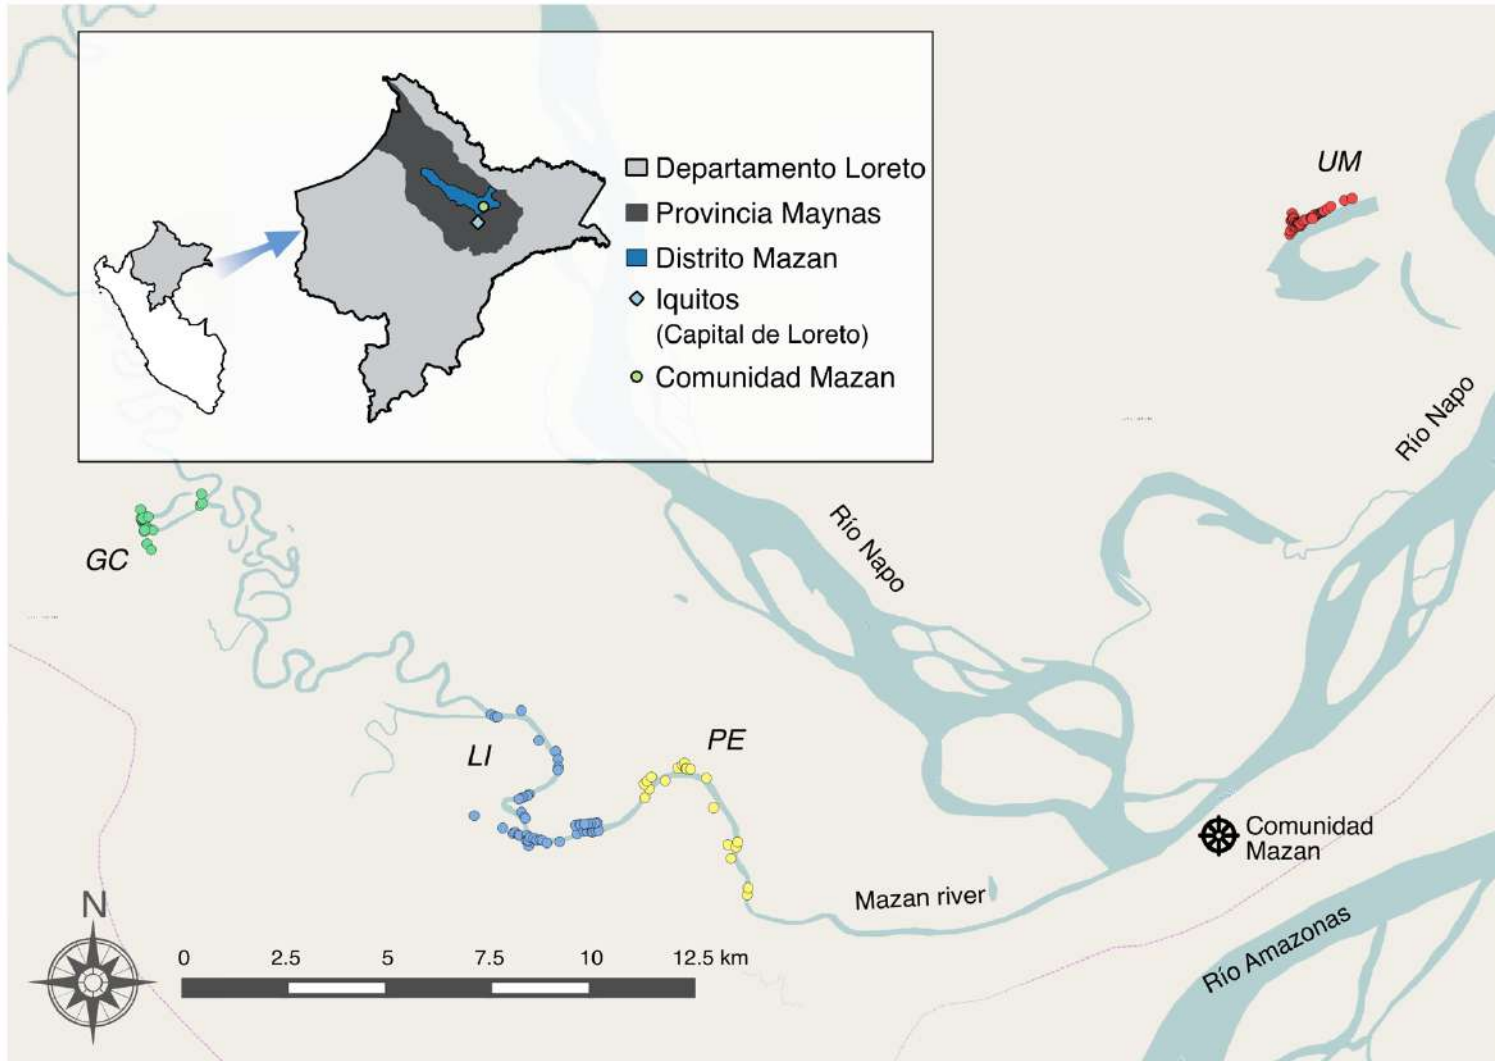 Departamento Loreto
Provincia Maynas
Distrito Mazan
Iquitos
(Capital de Loreto)
Comunidad Mazan
UM
Río Napo
Río Napo
GC
LI
PE
Comunidad
Mazan
Mazan river
Río Amazonas
N
0 2.5 5 7.5 10 12.5 km